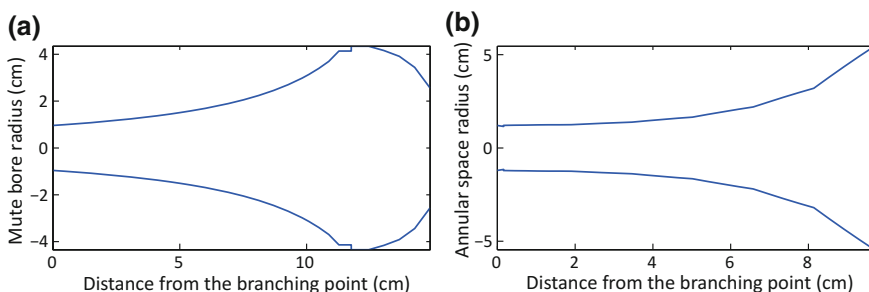 (a)
Mute bore radius (cm)
4
2
0
−2
−4
0
5
10
Distance from the branching point (cm)
(b)
Annular space radius (cm)
5
0
−5
0
2
4
6
8
Distance from the branching point (cm)